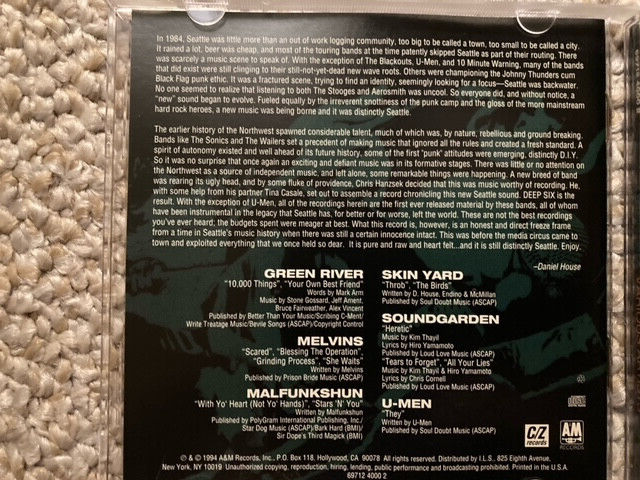 In 1984, Seattle was little more than an out of work logging community, too big to be called a town, too small to be called a city.
It rained a lot, beer was cheap, and most of the touring bands at the time patently skipped Seattle as part of their routing. There
was scarcely a music scene to speak of. With the exception of The Blackouts, U-Men, and 10 Minute Warning, many of the bands
that did exist were still clinging to their still-not-yet-dead new wave roots. Others were championing the Johnny Thunders cum
Black Flag punk ethic. It was a fractured scene, trying to find an identity, seemingly looking for a focus—Seattle was backwater.
No one seemed to realize that listening to both The Stooges and Aerosmith was uncool. So everyone did, and without notice, a
"new" sound began to evolve. Fueled equally by the irreverent snottiness of the punk camp and the gloss of the more mainstream
hard rock heroes, a new music was being borne and it was distinctly Seattle.
The earlier history of the Northwest spawned considerable talent, much of which was, by nature, rebellious and ground breaking.
Bands like The Sonics and The Wailers set a precedent of making music that ignored all the rules and created a fresh standard. A
spirit of autonomy existed and well ahead of its future history, some of the first "punk" attitudes were emerging, distinctly D.I.Y.
So it was no surprise that once again an exciting and defiant music was in its formative stages. There was little or no attention on
the Northwest as a source of independent music, and left alone, some remarkable things were happening. A new breed of band
was rearing its ugly head, and by some fluke of providence, Chris Hanzsek decided that this was music worthy of recording. He,
with some help from his partner Tina Casale, set out to assemble a record chronicling this new Seattle sound. DEEP SIX is the
result. With the exception of U-Men, all of the recordings herein are the first ever released material by these bands, all of whom
have been instrumental in the legacy that Seattle has, for better or for worse, left the world. These are not the best recordings
you've ever heard; the budgets spent were meager at best. What this record is, however, is an honest and direct freeze frame
from a time in Seattle's music history when there was still a certain innocence intact. This was before the media circus came to
town and exploited everything that we once held so dear. It is pure and raw and heart felt...and it is still distinctly Seattle. Enjoy.
–Daniel House
GREEN RIVER
"10,000 Things", "Your Own Best Friend"
Words by Mark Arm
Music by Stone Gossard, Jeff Ament,
Bruce Fairweather, Alex Vincent
Published by Better Than Your Music/Scribing C-Ment/
Write Treatage Music/Bevile Songs (ASCAP)/Copyright Control
MELVINS
"Scared", "Blessing The Operation",
"Grinding Process", "She Waits"
Written by Melvins
Published by Prison Bride Music (ASCAP)
MALFUNKSHUN
"With Yo' Heart (Not Yo' Hands)", "Stars 'N' You"
Written by Malfunkshun
Published by PolyGram International Publishing, Inc./
Star Dog Music (ASCAP)/Bark Hard (BMI)/
Sir Dope's Third Magick (BMI)
SKIN YARD
"Throb", "The Birds"
Written by D. House, Endino & McMillan
Published by Soul Doubt Music (ASCAP)
SOUNDGARDEN
"Heretic"
Music by Kim Thayil
Lyrics by Hiro Yamamoto
Published by Loud Love Music (ASCAP)
"Tears to Forget", "All Your Lies"
Music by Kim Thayil & Hiro Yamamoto
Lyrics by Chris Cornell
Published by Loud Love Music (ASCAP)
U-MEN
"They"
Written by U-Men
Published by Soul Doubt Music (ASCAP)
C/Z
records
A&M
RECORDS
℗ & © 1994 A&M Records, Inc., P.O. Box 118, Hollywood, CA 90078 All rights reserved. Distributed by I.L.S.. 825 Eighth Avenue,
New York, NY 10019 Unauthorized copying, reproduction, hiring, lending, public performance and broadcasting prohibited. Printed in the U.S.A.
69712 4000 2